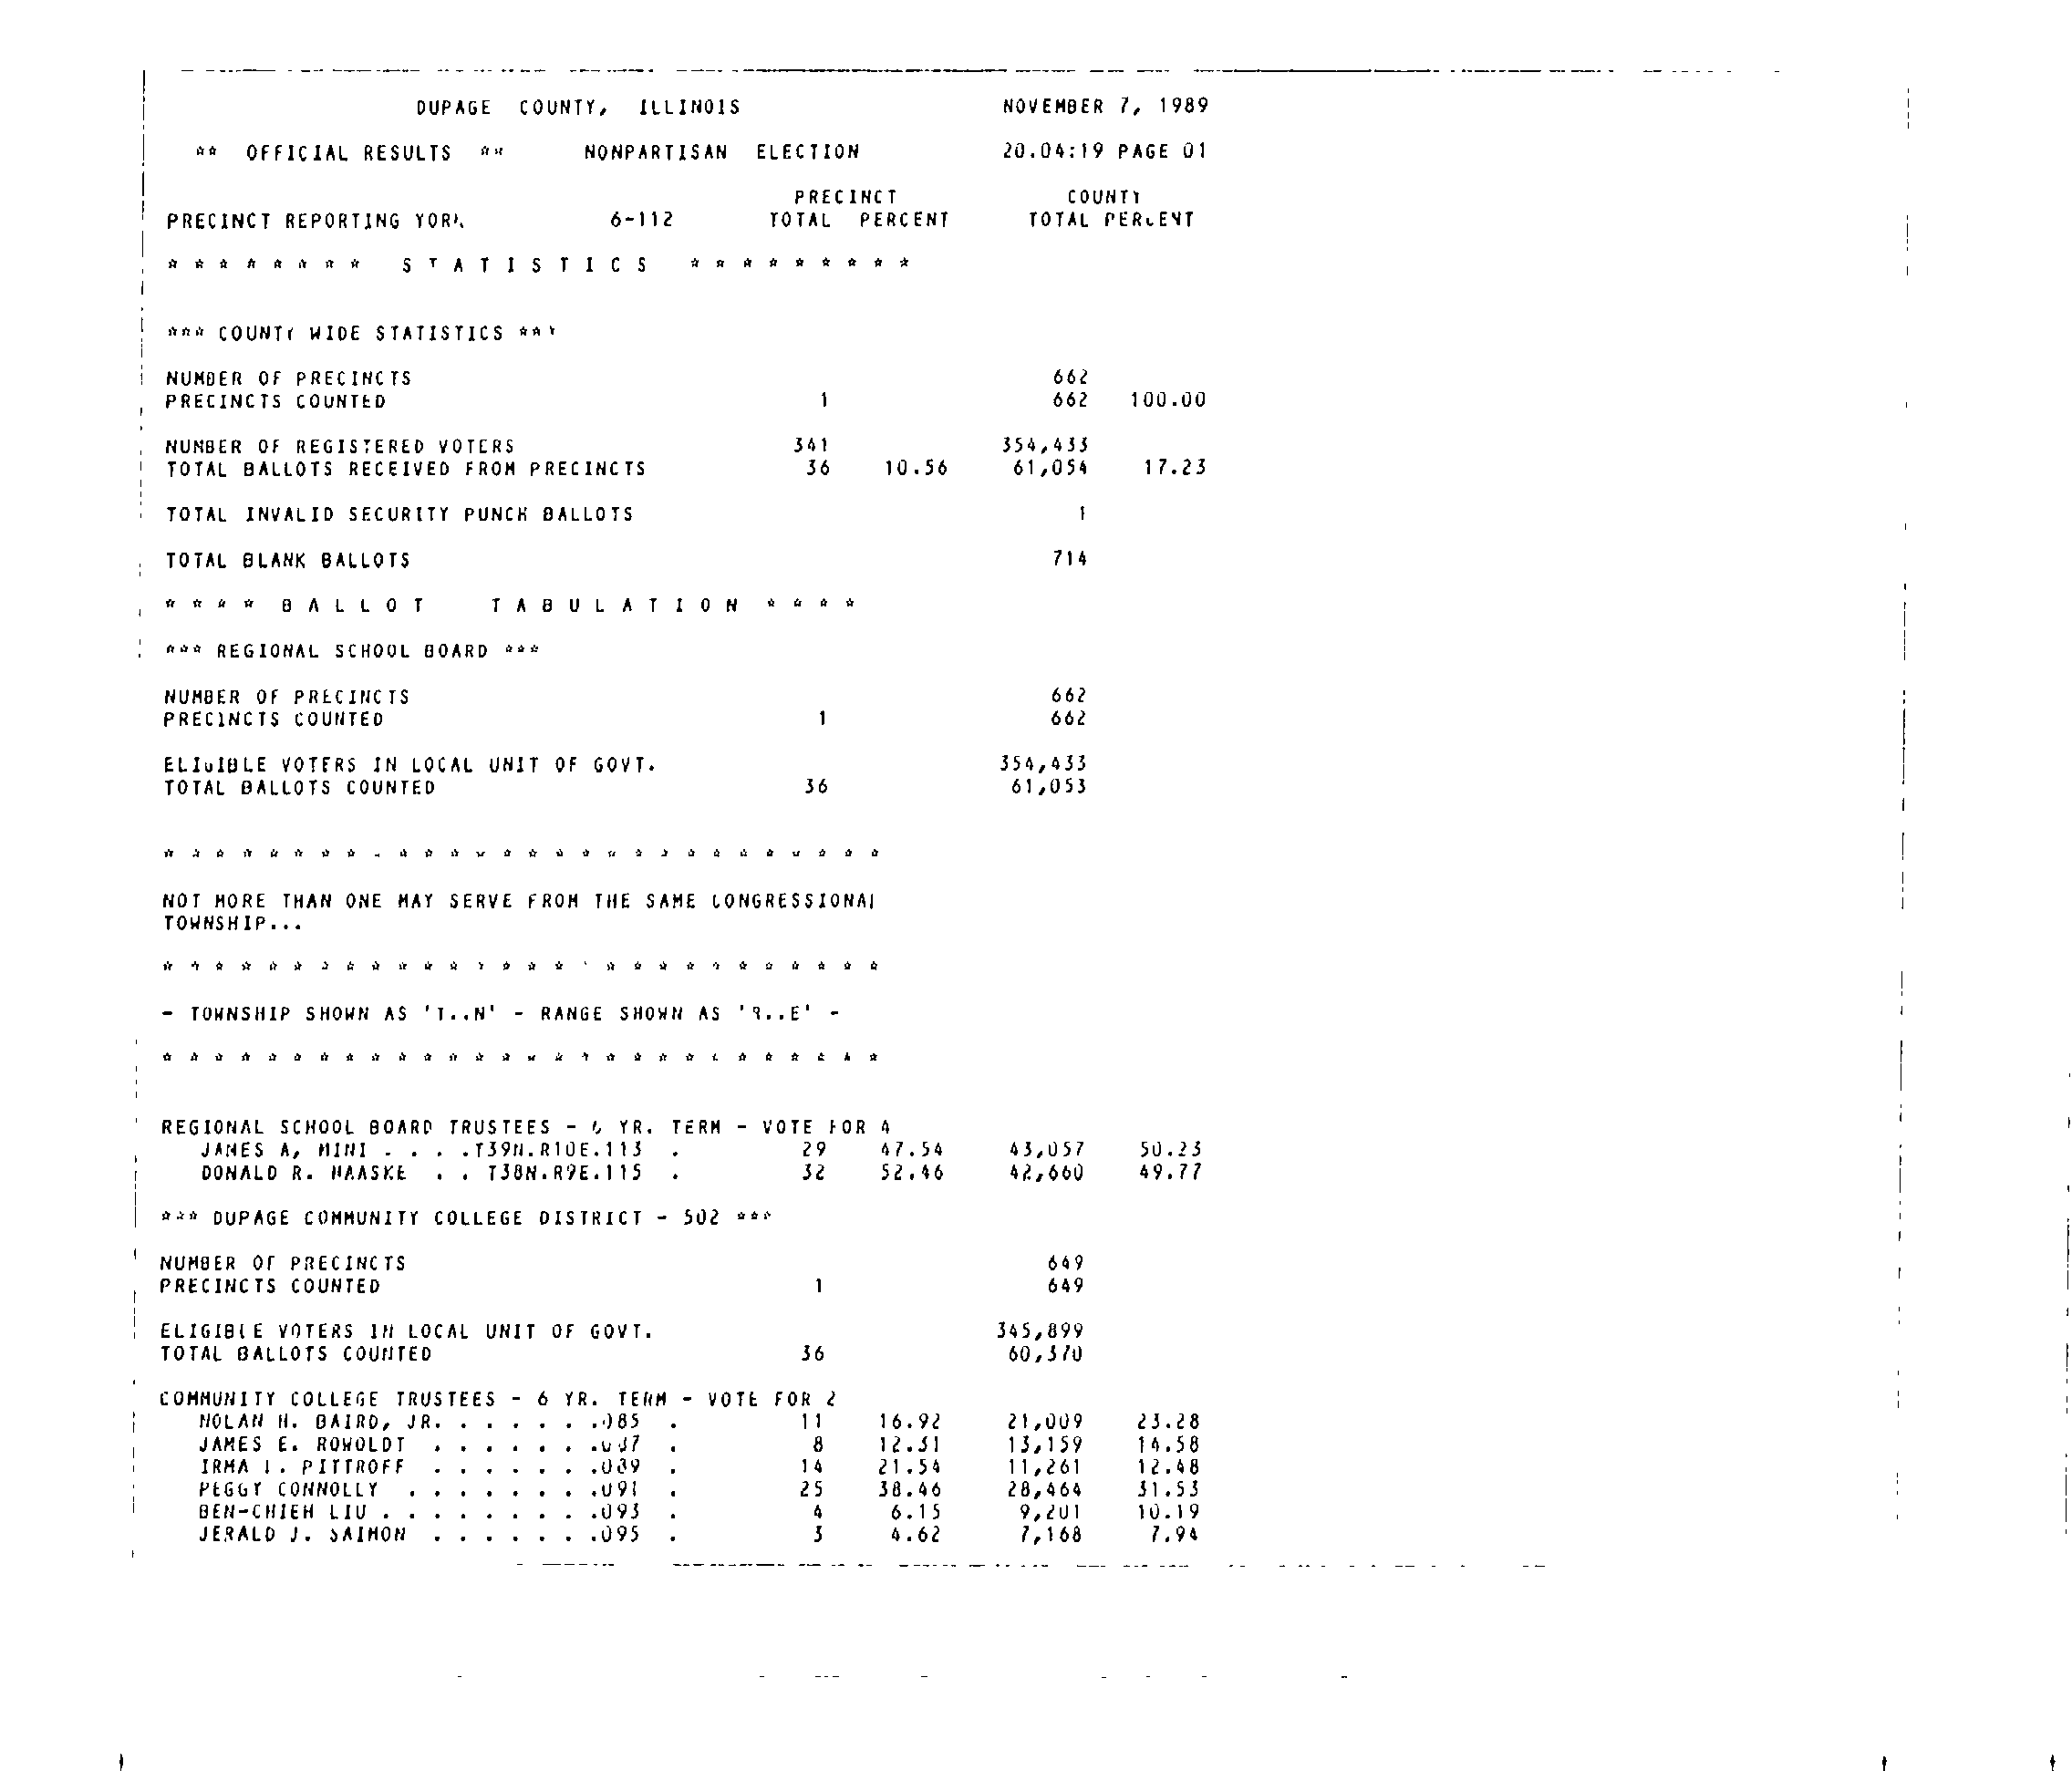 DUPAGE COUNTY, ILLINOIS NOVEMBER 7, 1989
** OFFICIAL RESULTS ** NONPARTISAN ELECTION 20.04:19 PAGE 01
PRECINCT COUNTY
PRECINCT REPORTING YORK 6-112 TOTAL PERCENT TOTAL PERCENT
* * * * * * * * S T A T I S T I C S * * * * * * * * *
*** COUNTY WIDE STATISTICS ***
NUMBER OF PRECINCTS 662
PRECINCTS COUNTED 1 662 100.00
NUMBER OF REGISTERED VOTERS 341 354,433
TOTAL BALLOTS RECEIVED FROM PRECINCTS 36 10.56 61,054 17.23
TOTAL INVALID SECURITY PUNCH BALLOTS 1
TOTAL BLANK BALLOTS 714
* * * * B A L L O T T A B U L A T I O N * * * *
*** REGIONAL SCHOOL BOARD ***
NUMBER OF PRECINCTS 662
PRECINCTS COUNTED 1 662
ELIGIBLE VOTERS IN LOCAL UNIT OF GOVT. 354,433
TOTAL BALLOTS COUNTED 36 61,053
* * * * * * * * * * * * * * * * * * * * * * * * * * * *
NOT MORE THAN ONE MAY SERVE FROM THE SAME CONGRESSIONAL
TOWNSHIP...
* * * * * * * * * * * * * * * * * * * * * * * * * * * *
- TOWNSHIP SHOWN AS 'T..N' - RANGE SHOWN AS 'R..E' -
* * * * * * * * * * * * * * * * * * * * * * * * * * * *
REGIONAL SCHOOL BOARD TRUSTEES - 6 YR. TERM - VOTE FOR 4
JAMES A, MINI . . . .T39N.R10E.113 . 29 47.54 43,057 50.23
DONALD R. HAASKE . . T38N.R9E.115 . 32 52.46 42,660 49.77
*** DUPAGE COMMUNITY COLLEGE DISTRICT - 502 ***
NUMBER OF PRECINCTS 649
PRECINCTS COUNTED 1 649
ELIGIBLE VOTERS IN LOCAL UNIT OF GOVT. 345,899
TOTAL BALLOTS COUNTED 36 60,370
COMMUNITY COLLEGE TRUSTEES - 6 YR. TERM - VOTE FOR 2
NOLAN H. BAIRD, JR. . . . . . .085 . 11 16.92 21,009 23.28
JAMES E. ROWOLDT . . . . . . .087 . 8 12.31 13,159 14.58
IRMA I. PITTROFF . . . . . . .089 . 14 21.54 11,261 12.48
PEGGY CONNOLLY . . . . . . . .091 . 25 38.46 28,464 31.53
BEN-CHIEH LIU . . . . . . . . .093 . 4 6.15 9,201 10.19
JERALD J. SAIMON . . . . . . .095 . 3 4.62 7,168 7.94